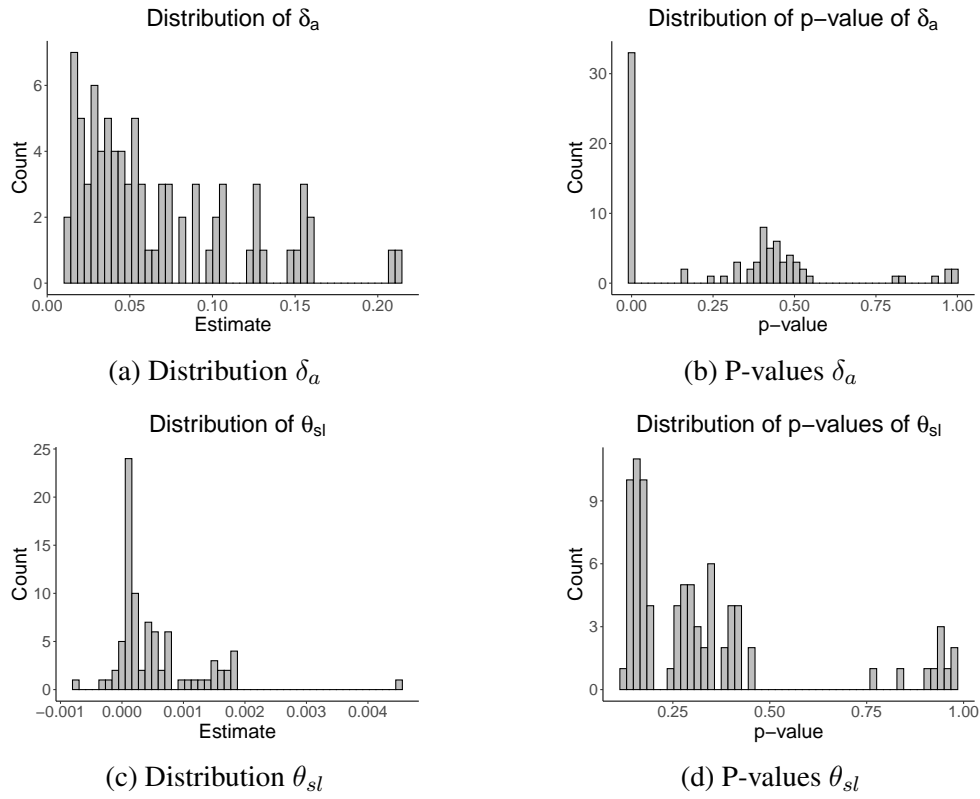 Distribution of δa
6
4
2
0
Count
0.00 0.05 0.10 0.15 0.20
Estimate
(a) Distribution δa
Distribution of p−value of δa
30
20
10
0
Count
0.00 0.25 0.50 0.75 1.00
p−value
(b) P-values δa
Distribution of θsl
25
20
15
10
5
0
Count
−0.001 0.000 0.001 0.002 0.003 0.004
Estimate
(c) Distribution θsl
Distribution of p−values of θsl
9
6
3
0
Count
0.25 0.50 0.75 1.00
p−value
(d) P-values θsl